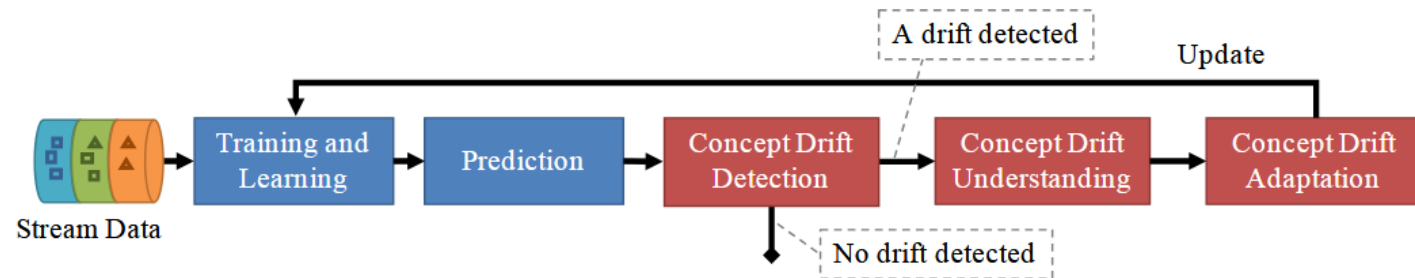 A drift detected
Update
Training and
Learning
Prediction
Concept Drift
Detection
Concept Drift
Understanding
Concept Drift
Adaptation
Stream Data
No drift detected